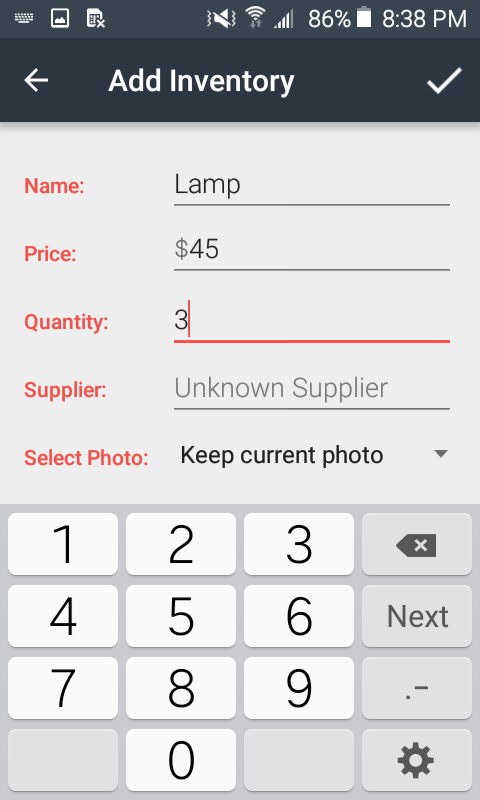 86% 8:38 PM
Add Inventory
Name: Lamp
Price: $45
Quantity: 3
Supplier: Unknown Supplier
Select Photo: Keep current photo
1 2 3
4 5 6 Next
7 8 9 .-
0